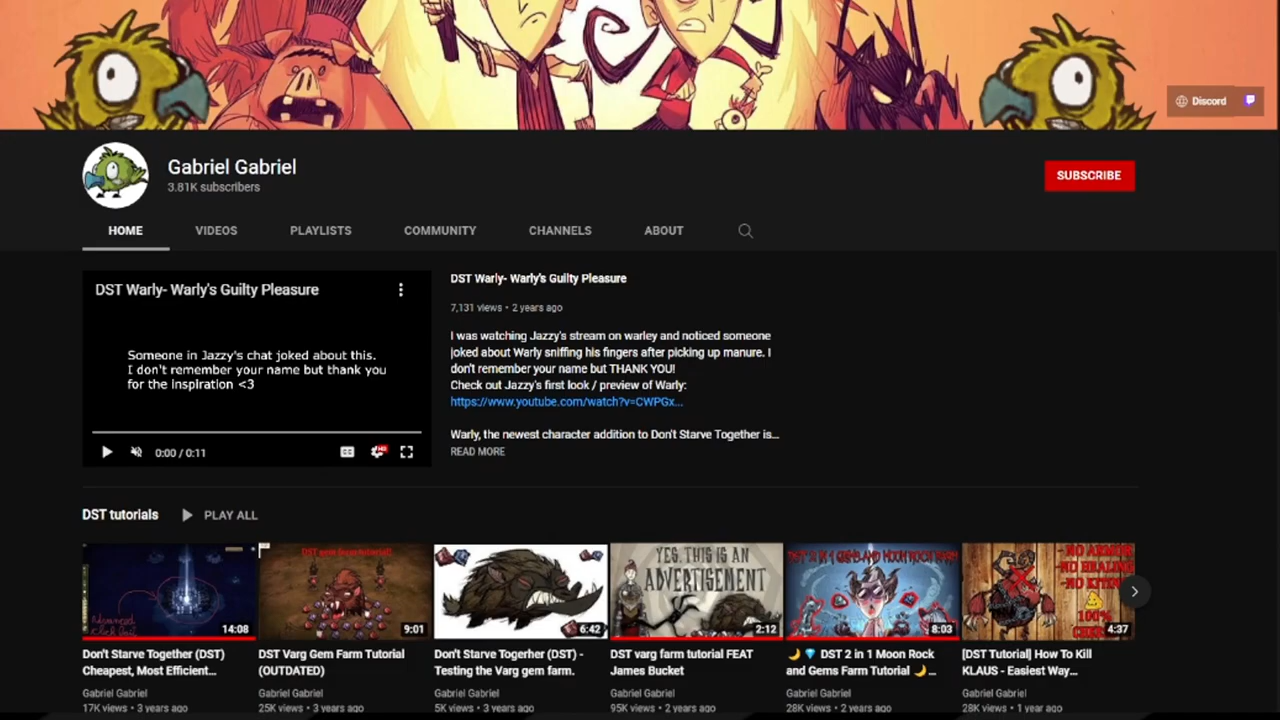 Discord
Gabriel Gabriel
3.81K subscribers
SUBSCRIBE
HOME VIDEOS PLAYLISTS COMMUNITY CHANNELS ABOUT
DST Warly- Warly's Guilty Pleasure
Someone in Jazzy's chat joked about this.
I don't remember your name but thank you
for the inspiration <3
0:00 / 0:11
HD
DST Warly- Warly's Guilty Pleasure
7,131 views • 2 years ago
I was watching Jazzy's stream on warley and noticed someone
joked about Warly sniffing his fingers after picking up manure. I
don't remember your name but THANK YOU!
Check out Jazzy's first look / preview of Warly:
https://www.youtube.com/watch?v=CWPGx...
Warly, the newest character addition to Don't Starve Together is...
READ MORE
DST tutorials PLAY ALL
14:08
Don't Starve Together (DST)
Cheapest, Most Efficient...
Gabriel Gabriel
17K views • 3 years ago
9:01
DST Varg Gem Farm Tutorial
(OUTDATED)
Gabriel Gabriel
25K views • 3 years ago
6:42
Don't Starve Togerher (DST) -
Testing the Varg gem farm.
Gabriel Gabriel
5K views • 3 years ago
YES, THIS IS AN
ADVERTISEMENT
2:12
DST varg farm tutorial FEAT
James Bucket
Gabriel Gabriel
95K views • 2 years ago
DST 2 IN 1 GEMS AND MOON ROCK FARM
8:03
🌙 💎 DST 2 in 1 Moon Rock
and Gems Farm Tutorial 🌙...
Gabriel Gabriel
28K views • 2 years ago
-NO ARMOR
-NO HEALING
-NO KITING
100%
4:37
[DST Tutorial] How To Kill
KLAUS - Easiest Way...
Gabriel Gabriel
28K views • 1 year ago